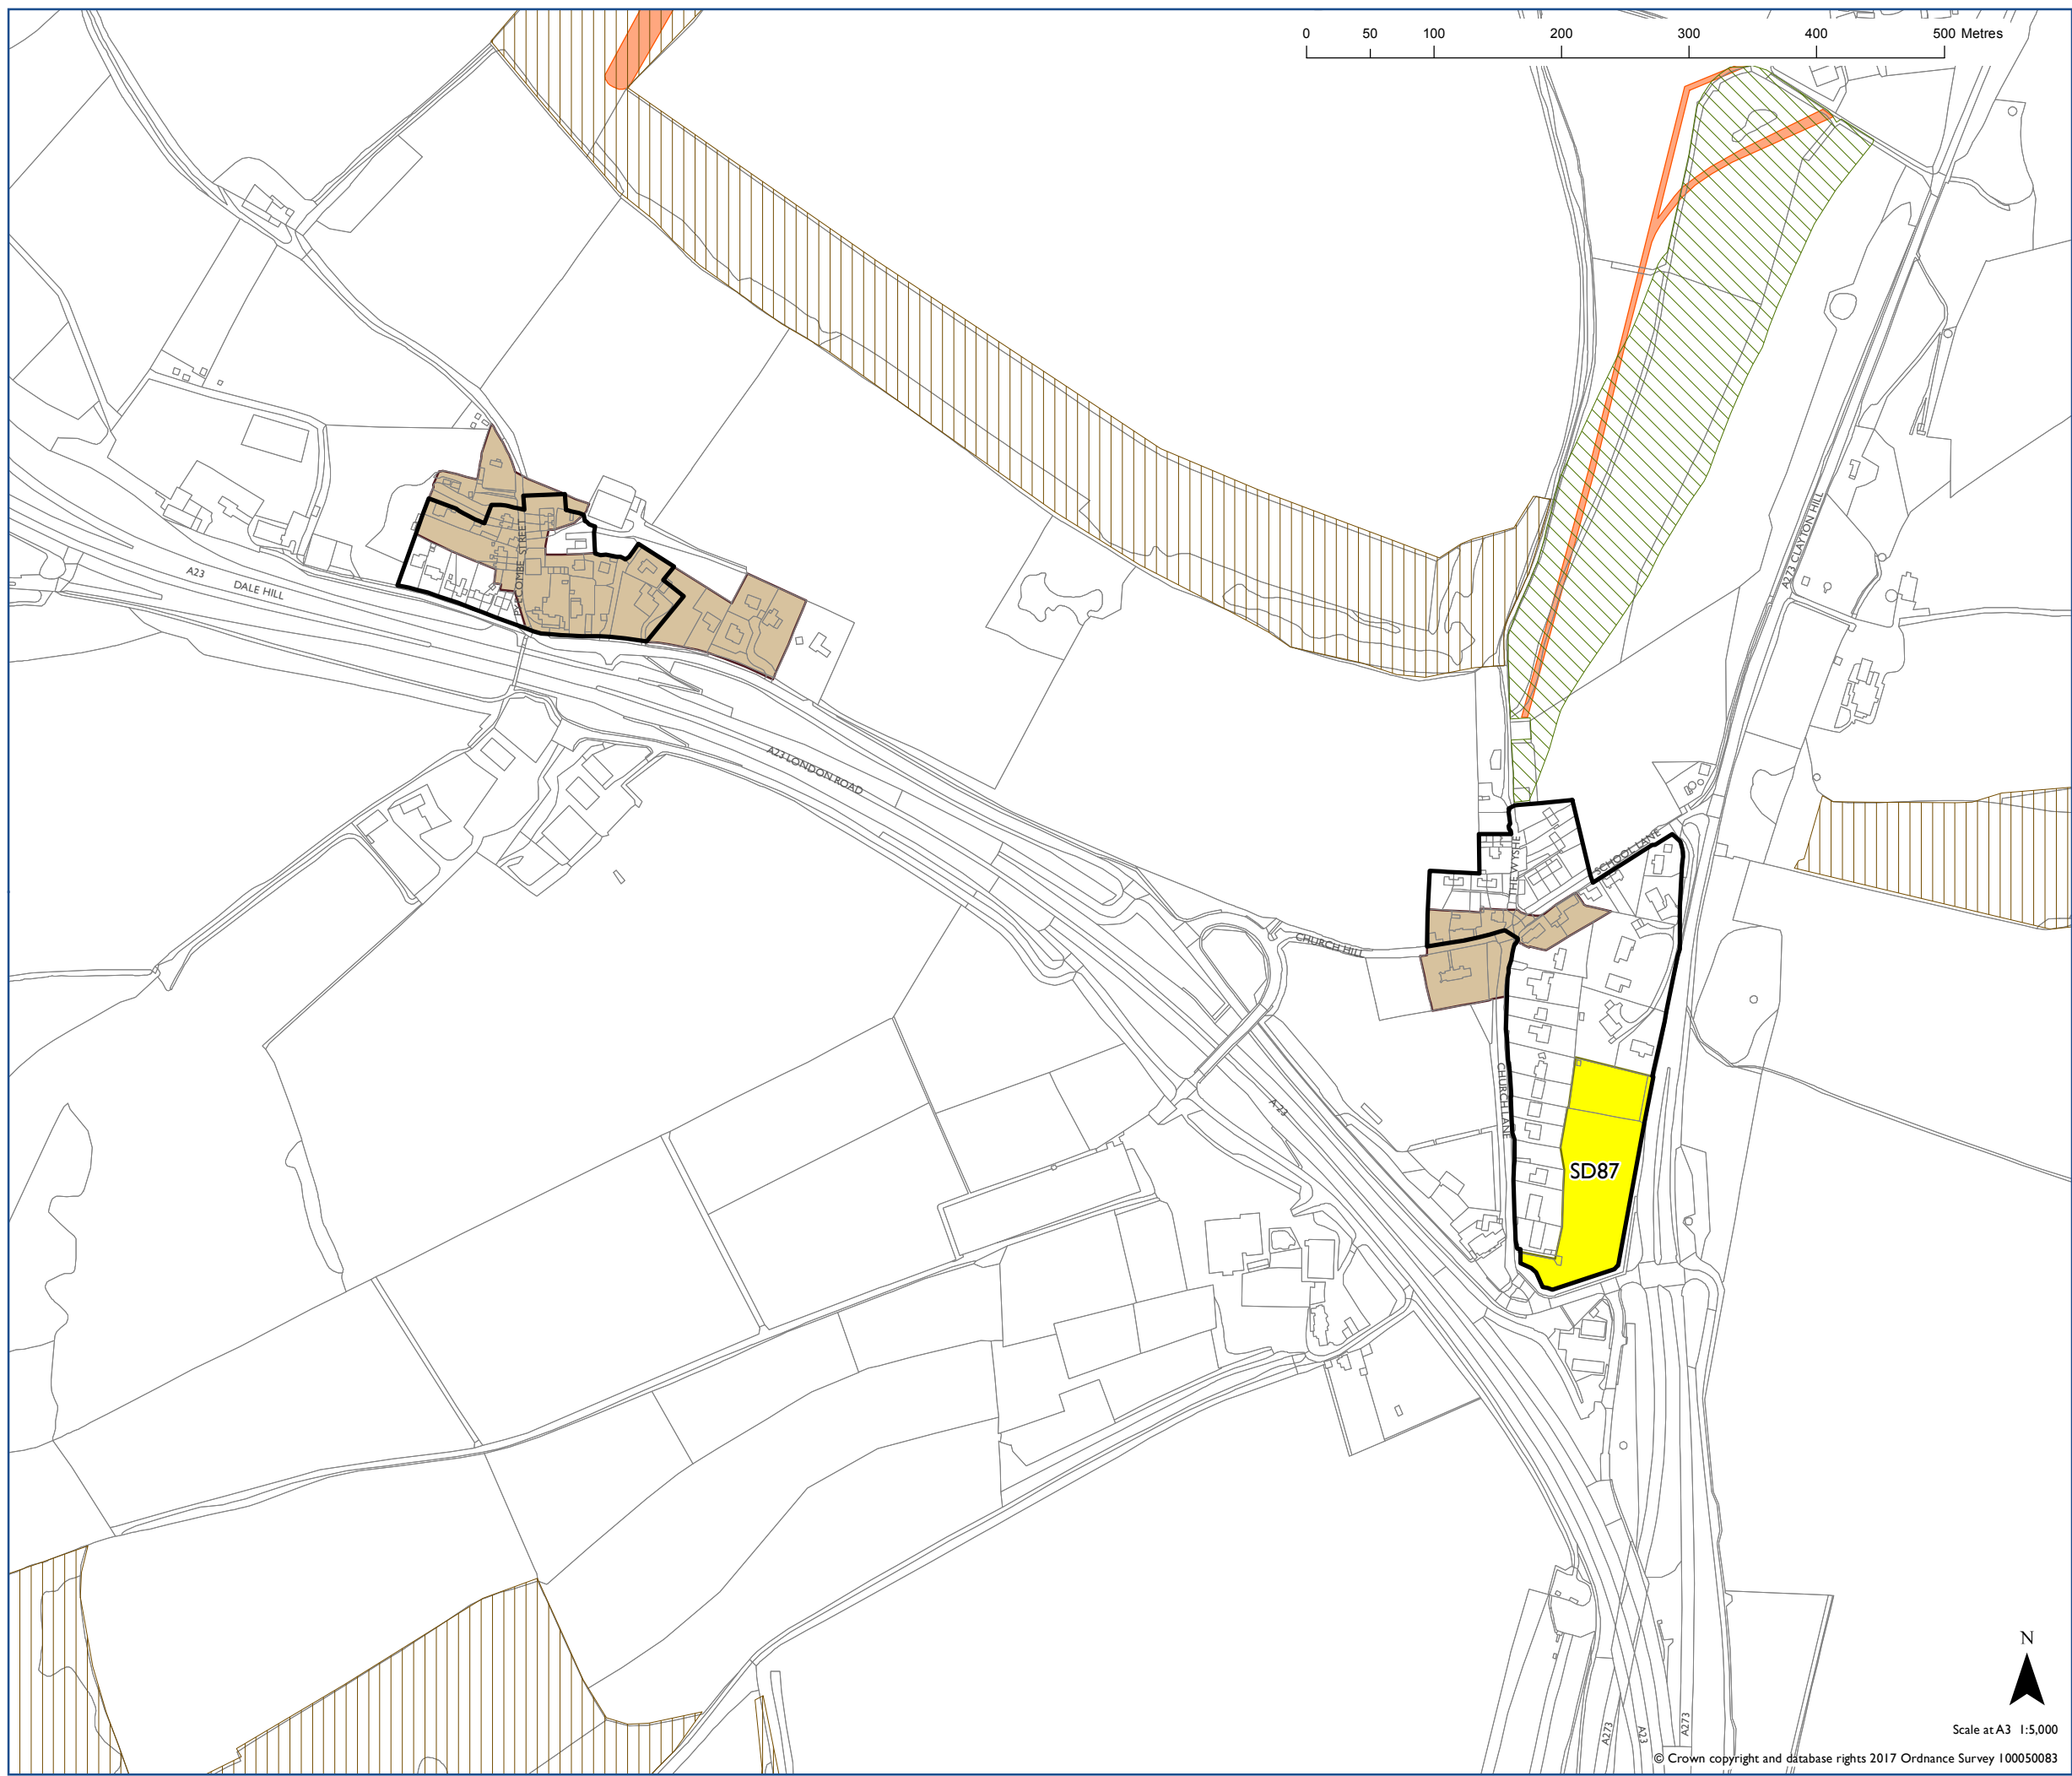 0 50 100 200 300 400 500 Metres
A273 CLAYTON HILL
PYECOMBE STREET
A23
DALE HILL
A23 LONDON ROAD
SCHOOL LANE
THE WYSHE
CHURCH HILL
CHURCH LANE
A 23
SD87
N
A273
A23
A273
Scale at A3 1:5,000
© Crown copyright and database rights 2017 Ordnance Survey 100050083